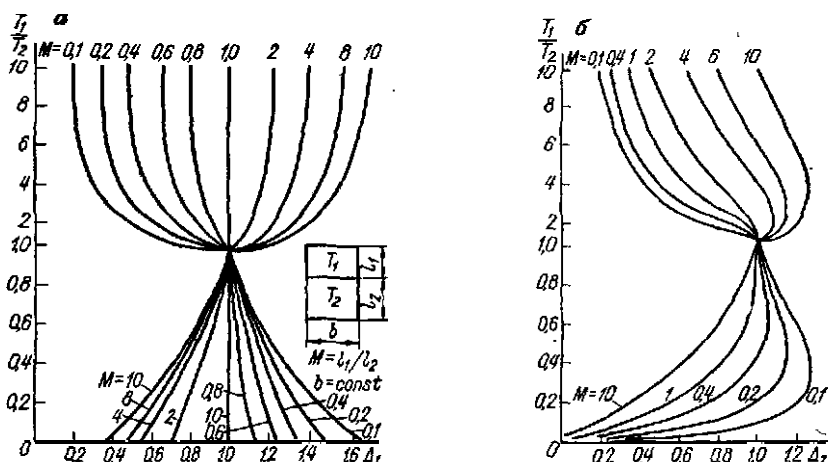 T₁/T₂ а
M=0,1 0,2 0,4 0,6 0,8 1,0 2 4 8 10
10
8
6
4
2
1,0
0,8
0,6
0,4
0,2
0
T₁ l₁
T₂ l₂
b
M=l₁/l₂
b=const
M=10 8 4 2 1,0 0,8 0,6 0,4 0,2 0,1
0,2 0,4 0,6 0,8 1,0 1,2 1,4 1,6
T₁/T₂ б
M=0,1 0,4 1 2 4 6 10
10
8
6
4
2
1,0
0,8
0,6
0,4
0,2
0
M=10 1 0,4 0,2 0,1
0,2 0,4 0,6 0,8 1,0 1,2